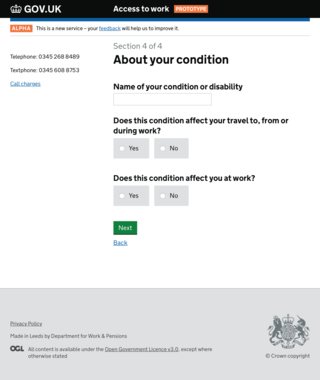 GOV.UK
Access to work PROTOTYPE
ALPHA This is a new service – your feedback will help us to improve it.
Telephone: 0345 268 8489
Textphone: 0345 608 8753
Call charges
Section 4 of 4
About your condition
Name of your condition or disability
Does this condition affect your travel to, from or
during work?
Yes No
Does this condition affect you at work?
Yes No
Next
Back
Privacy Policy
Made in Leeds by Department for Work & Pensions
OGL All content is available under the Open Government Licence v3.0, except where
otherwise stated
© Crown copyright